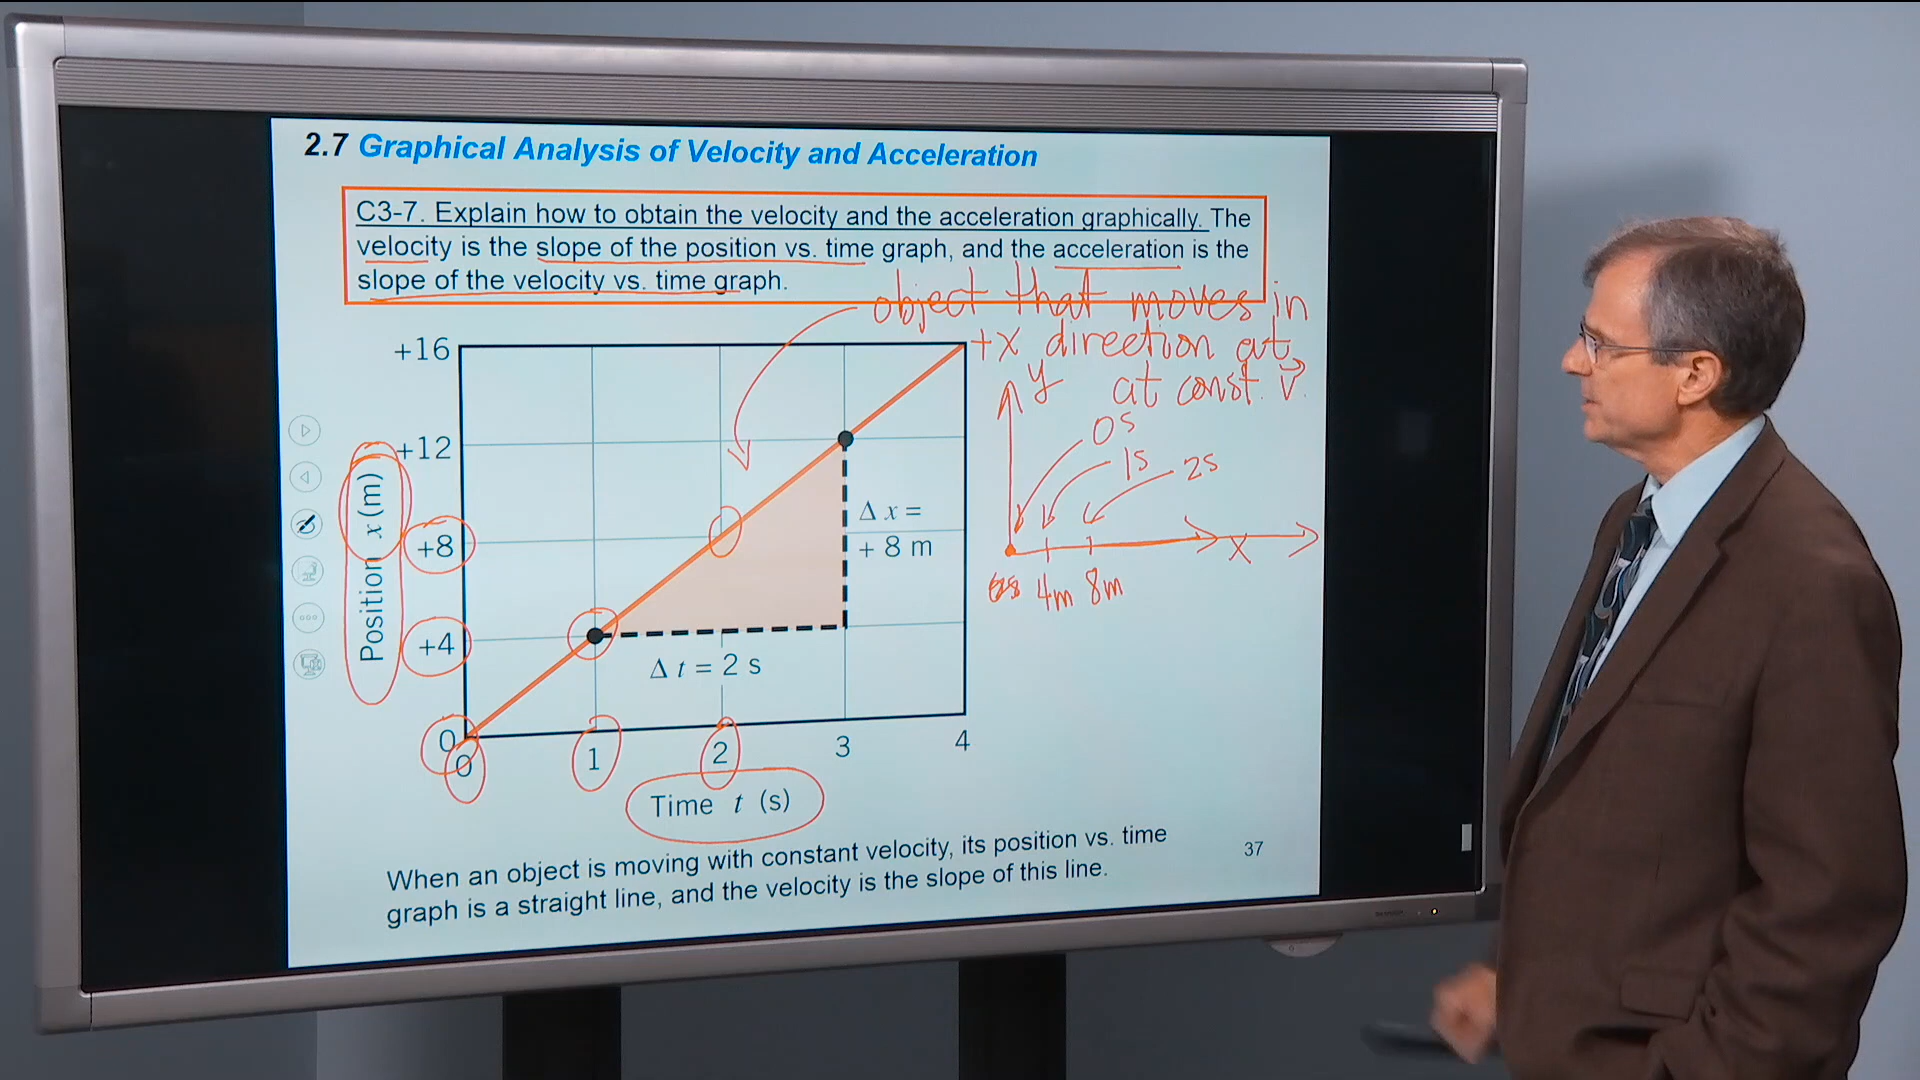 2.7 Graphical Analysis of Velocity and Acceleration
C3-7. Explain how to obtain the velocity and the acceleration graphically. The
velocity is the slope of the position vs. time graph, and the acceleration is the
slope of the velocity vs. time graph.
object that moves in
+x direction at
at const. v.
+16
+12
+8
+4
0
Position x (m)
0
1
2
3
4
Time t (s)
Δ x =
+ 8 m
Δ t = 2 s
y
0s
1s
2s
x
4m 8m
When an object is moving with constant velocity, its position vs. time
graph is a straight line, and the velocity is the slope of this line.
37